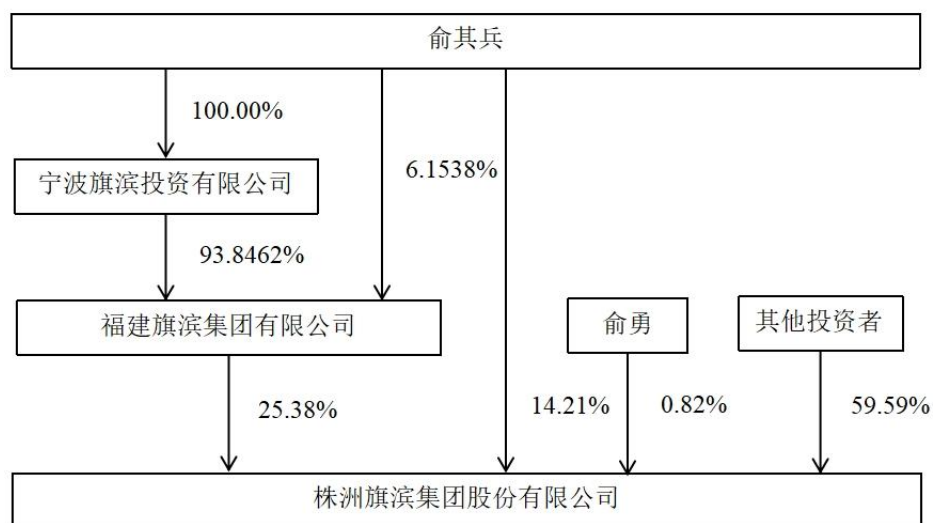 俞其兵
100.00%
6.1538%
宁波旗滨投资有限公司
93.8462%
福建旗滨集团有限公司
俞勇
其他投资者
25.38%
14.21%
0.82%
59.59%
株洲旗滨集团股份有限公司